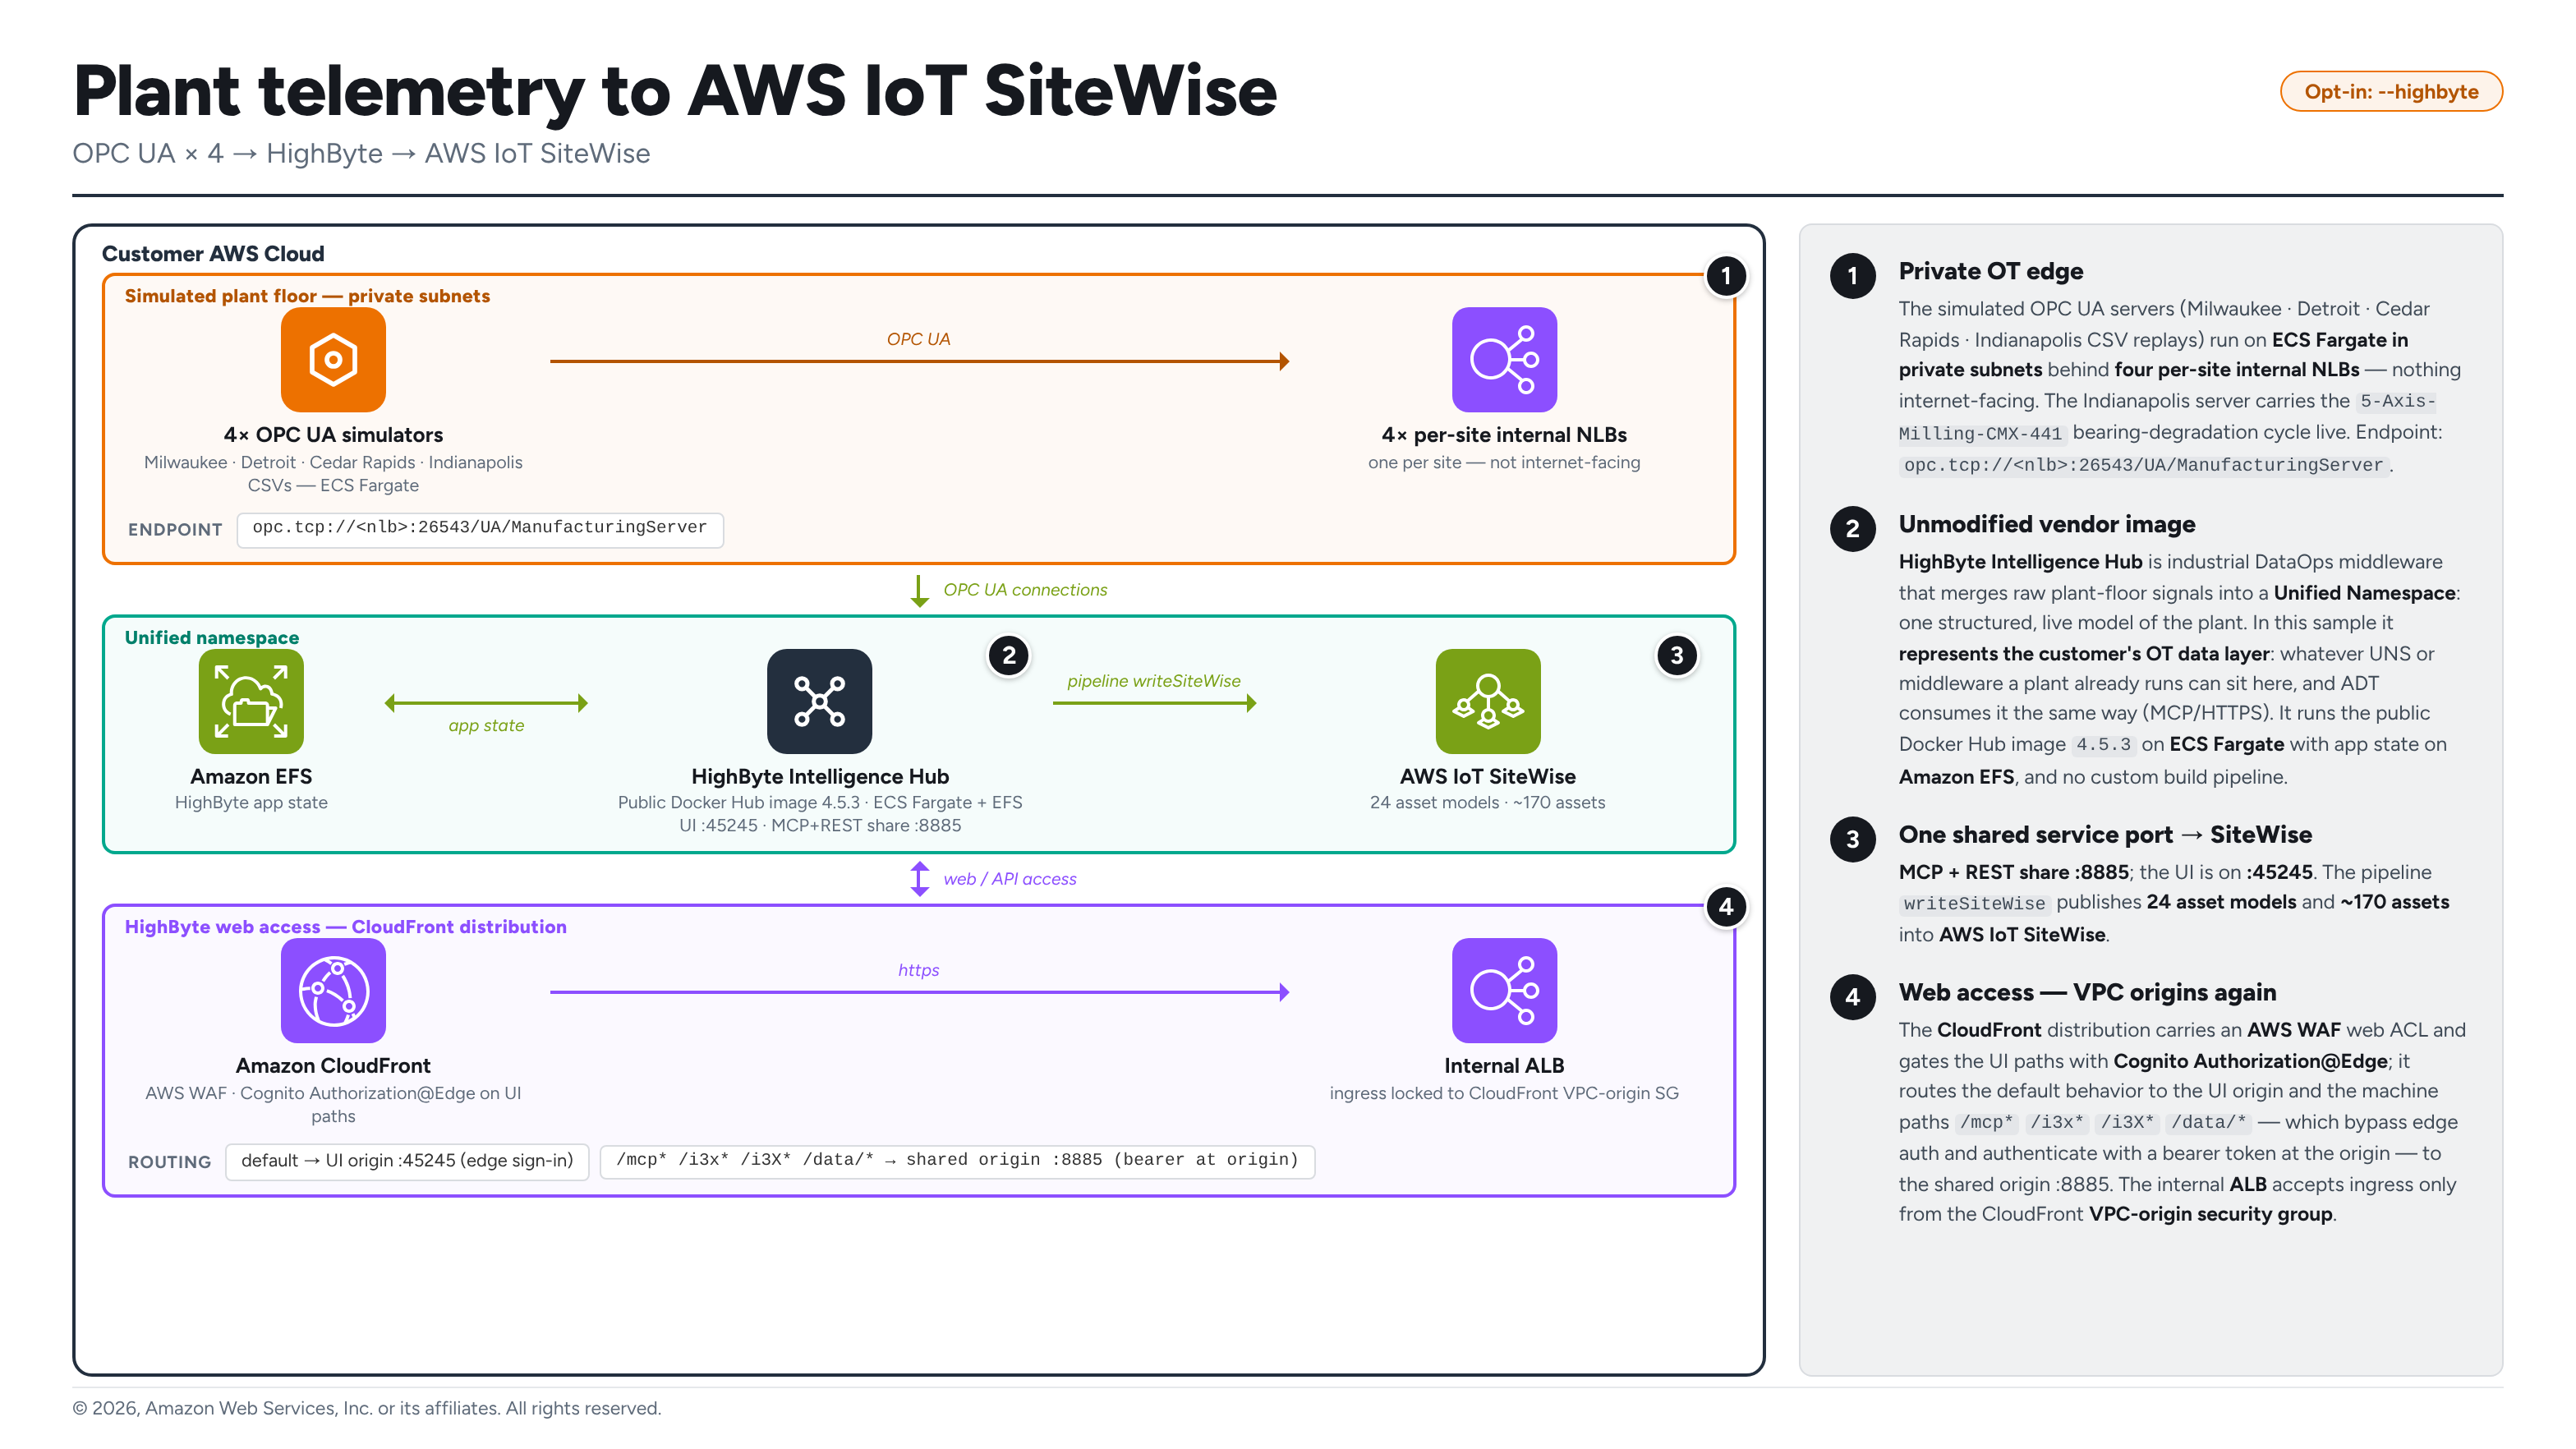 Plant telemetry to AWS IoT SiteWise
Opt-in: --highbyte
OPC UA × 4 → HighByte → AWS IoT SiteWise
Customer AWS Cloud
1
Simulated plant floor — private subnets
OPC UA
4× OPC UA simulators
Milwaukee · Detroit · Cedar Rapids · Indianapolis
CSVs — ECS Fargate
4× per-site internal NLBs
one per site — not internet-facing
ENDPOINT opc.tcp://<nlb>:26543/UA/ManufacturingServer
OPC UA connections
Unified namespace
2
3
app state
pipeline writeSiteWise
Amazon EFS
HighByte app state
HighByte Intelligence Hub
Public Docker Hub image 4.5.3 · ECS Fargate + EFS
UI :45245 · MCP+REST share :8885
AWS IoT SiteWise
24 asset models · ~170 assets
web / API access
4
HighByte web access — CloudFront distribution
https
Amazon CloudFront
AWS WAF · Cognito Authorization@Edge on UI
paths
Internal ALB
ingress locked to CloudFront VPC-origin SG
ROUTING default → UI origin :45245 (edge sign-in) /mcp* /i3x* /i3X* /data/* → shared origin :8885 (bearer at origin)
1 Private OT edge
The simulated OPC UA servers (Milwaukee · Detroit · Cedar
Rapids · Indianapolis CSV replays) run on ECS Fargate in
private subnets behind four per-site internal NLBs — nothing
internet-facing. The Indianapolis server carries the 5-Axis-
Milling-CMX-441 bearing-degradation cycle live. Endpoint:
opc.tcp://<nlb>:26543/UA/ManufacturingServer.
2 Unmodified vendor image
HighByte Intelligence Hub is industrial DataOps middleware
that merges raw plant-floor signals into a Unified Namespace:
one structured, live model of the plant. In this sample it
represents the customer's OT data layer: whatever UNS or
middleware a plant already runs can sit here, and ADT
consumes it the same way (MCP/HTTPS). It runs the public
Docker Hub image 4.5.3 on ECS Fargate with app state on
Amazon EFS, and no custom build pipeline.
3 One shared service port → SiteWise
MCP + REST share :8885; the UI is on :45245. The pipeline
writeSiteWise publishes 24 asset models and ~170 assets
into AWS IoT SiteWise.
4 Web access — VPC origins again
The CloudFront distribution carries an AWS WAF web ACL and
gates the UI paths with Cognito Authorization@Edge; it
routes the default behavior to the UI origin and the machine
paths /mcp* /i3x* /i3X* /data/* — which bypass edge
auth and authenticate with a bearer token at the origin — to
the shared origin :8885. The internal ALB accepts ingress only
from the CloudFront VPC-origin security group.
© 2026, Amazon Web Services, Inc. or its affiliates. All rights reserved.